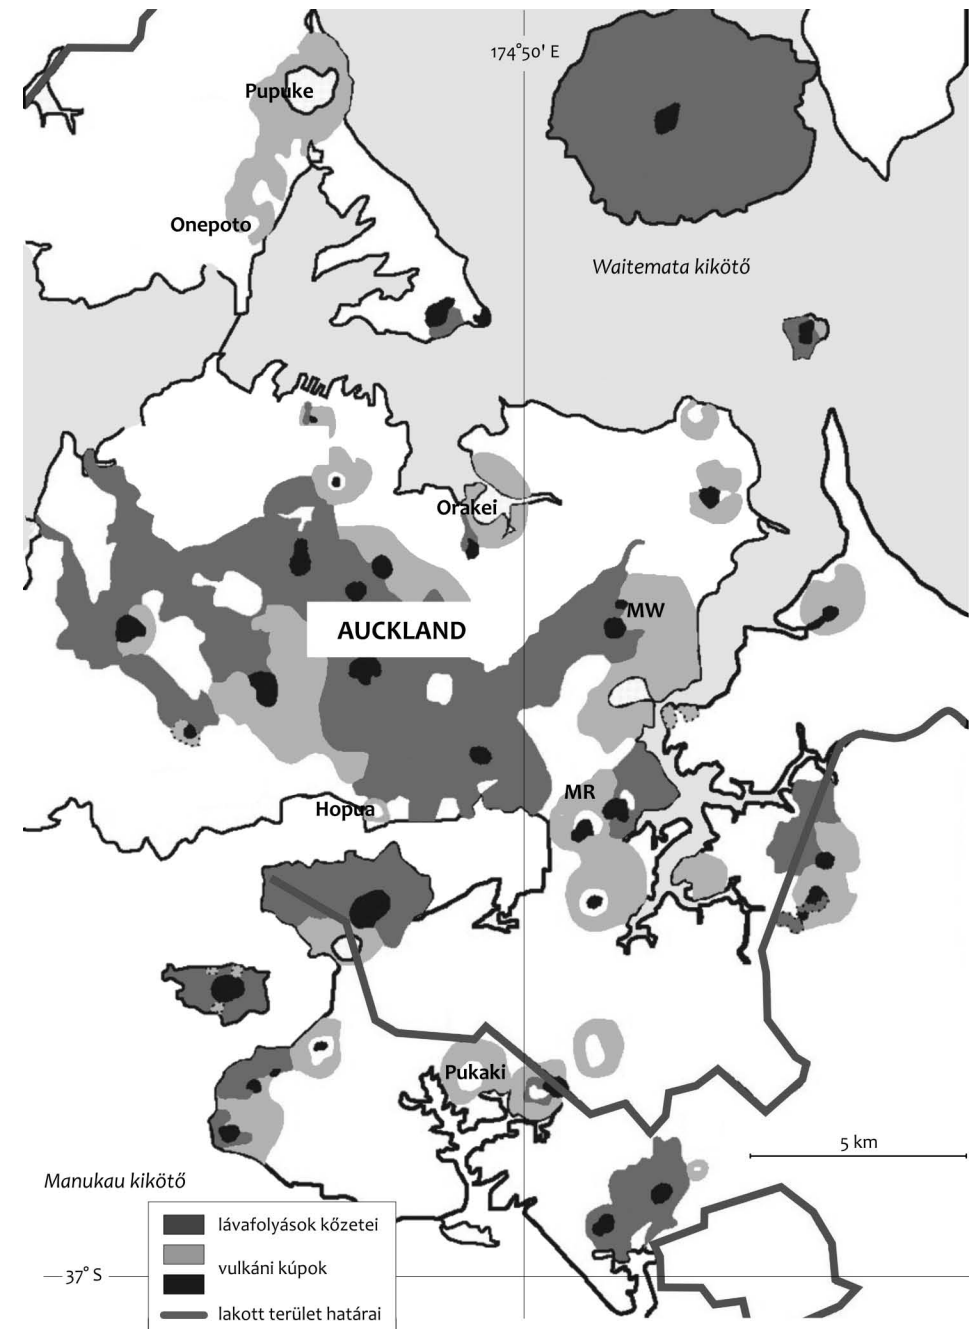 174°50' E
Pupuke
Onepoto
Waitemata kikötő
Orakei
MW
AUCKLAND
MR
Hopua
Pukaki
5 km
Manukau kikötő
lávafolyások kőzetei
vulkáni kúpok
37° S
lakott terület határai